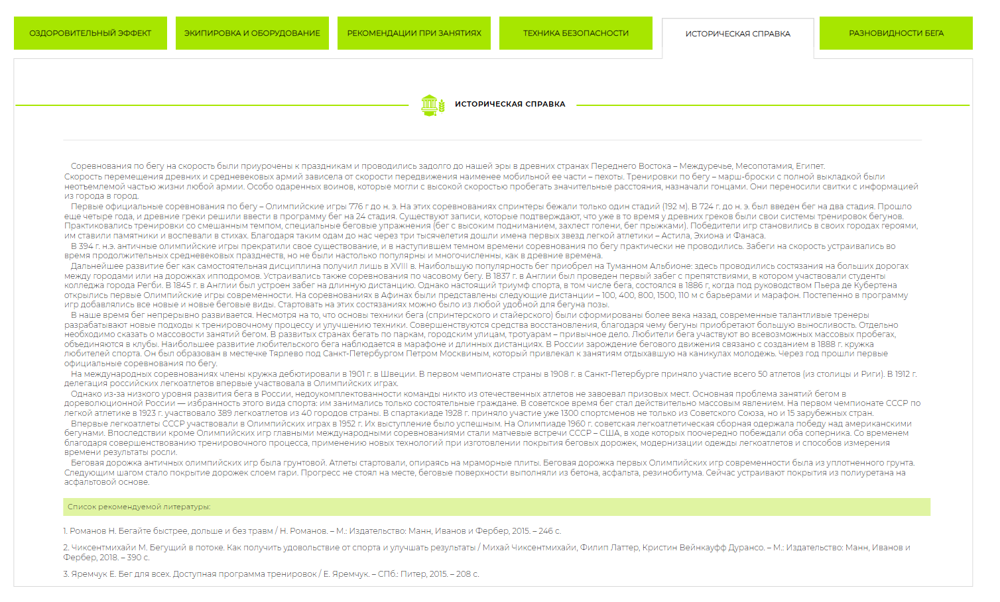 ОЗДОРОВИТЕЛЬНЫЙ ЭФФЕКТ
ЭКИПИРОВКА И ОБОРУДОВАНИЕ
РЕКОМЕНДАЦИИ ПРИ ЗАНЯТИЯХ
ТЕХНИКА БЕЗОПАСНОСТИ
ИСТОРИЧЕСКАЯ СПРАВКА
РАЗНОВИДНОСТИ БЕГА
ИСТОРИЧЕСКАЯ СПРАВКА
Соревнования по бегу на скорость были приурочены к праздникам и проводились задолго до нашей эры в древних странах Переднего Востока – Междуречье, Месопотамия, Египет.
Скорость перемещения древних и средневековых армий зависела от скорости передвижения наименее мобильной ее части – пехоты. Тренировки по бегу – марш-броски с полной выкладкой были
неотъемлемой частью жизни любой армии. Особо одаренных воинов, которые могли с высокой скоростью пробегать значительные расстояния, назначали гонцами. Они переносили свитки с информацией
из города в город.
Первые официальные соревнования по бегу – Олимпийские игры 776 г до н. э. На этих соревнованиях спринтеры бежали только один стадий (192 м). В 724 г. до н. э. был введен бег на два стадия. Прошло
еще четыре года, и древние греки решили ввести в программу бег на 24 стадия. Существуют записи, которые подтверждают, что уже в то время у древних греков были свои системы тренировок бегунов.
Практиковались тренировки со смешанным темпом, специальные беговые упражнения (бег с высоким подниманием, захлест голени, бег прыжками). Победители игр становились в своих городах героями,
им ставили памятники и воспевали в стихах. Благодаря таким одам до нас через три тысячелетия дошли имена первых звезд легкой атлетики – Астила, Эхиона и Фанаса.
В 394 г. н.э. античные олимпийские игры прекратили свое существование, и в наступившем темном времени соревнования по бегу практически не проводились. Забеги на скорость устраивались во
время продолжительных средневековых празднеств, но не были настолько популярны и многочисленны, как в древние времена.
Дальнейшее развитие бег как самостоятельная дисциплина получил лишь в XVIII в. Наибольшую популярность бег приобрел на Туманном Альбионе: здесь проводились состязания на больших дорогах
между городами или на дорожках ипподромов. Устраивались также соревнования по часовому бегу. В 1837 г. в Англии был проведен первый забег с препятствиями, в котором участвовали студенты
колледжа города Регби. В 1845 г. в Англии был устроен забег на длинную дистанцию. Однако настоящий триумф спорта, в том числе бега, состоялся в 1886 г, когда под руководством Пьера де Кубертена
открылись первые Олимпийские игры современности. На соревнованиях в Афинах были представлены следующие дистанции – 100, 400, 800, 1500, 110 м с барьерами и марафон. Постепенно в программу
игр добавлялись все новые и новые беговые виды. Стартовать на этих состязаниях можно было из любой удобной для бегуна позы.
В наше время бег непрерывно развивается. Несмотря на то, что основы техники бега (спринтерского и стайерского) были сформированы более века назад, современные талантливые тренеры
разрабатывают новые подходы к тренировочному процессу и улучшению техники. Совершенствуются средства восстановления, благодаря чему бегуны приобретают большую выносливость. Отдельно
необходимо сказать о массовости занятий бегом. В развитых странах бегать по паркам, городским улицам, тротуарам – привычное дело. Любители бега участвуют во всевозможных массовых пробегах,
объединяются в клубы. Наибольшее развитие любительского бега наблюдается в марафоне и длинных дистанциях. В России зарождение бегового движения связано с созданием в 1888 г. кружка
любителей спорта. Он был образован в местечке Тярлево под Санкт-Петербургом Петром Москвиным, который привлекал к занятиям отдыхавшую на каникулах молодежь. Через год прошли первые
официальные соревнования по бегу.
На международных соревнованиях члены кружка дебютировали в 1901 г. в Швеции. В первом чемпионате страны в 1908 г. в Санкт-Петербурге приняло участие всего 50 атлетов (из столицы и Риги). В 1912 г.
делегация российских легкоатлетов впервые участвовала в Олимпийских играх.
Однако из-за низкого уровня развития бега в России, недоукомплектованности команды никто из отечественных атлетов не завоевал призовых мест. Основная проблема занятий бегом в
дореволюционной России — избранность этого вида спорта: им занимались только состоятельные граждане. В советское время бег стал действительно массовым явлением. На первом чемпионате СССР по
легкой атлетике в 1923 г. участвовало 389 легкоатлетов из 40 городов страны. В спартакиаде 1928 г. приняло участие уже 1300 спортсменов не только из Советского Союза, но и 15 зарубежных стран.
Впервые легкоатлеты СССР участвовали в Олимпийских играх в 1952 г. Их выступление было успешным. На Олимпиаде 1960 г. советская легкоатлетическая сборная одержала победу над американскими
бегунами. Впоследствии кроме Олимпийских игр главными международными соревнованиями стали матчевые встречи СССР – США, в ходе которых поочередно побеждали оба соперника. Со временем
благодаря совершенствованию тренировочного процесса, применению новых технологий при изготовлении покрытия беговых дорожек, модернизации одежды легкоатлетов и способов измерения
времени результаты росли.
Беговая дорожка античных олимпийских игр была грунтовой. Атлеты стартовали, опираясь на мраморные плиты. Беговая дорожка первых Олимпийских игр современности была из уплотненного грунта.
Следующим шагом стало покрытие дорожек слоем гари. Прогресс не стоял на месте, беговые поверхности выполняли из бетона, асфальта, резинобитума. Сейчас устраивают покрытия из полиуретана на
асфальтовой основе.
Список рекомендуемой литературы:
1. Романов Н. Бегайте быстрее, дольше и без травм / Н. Романов. – М.: Издательство: Манн, Иванов и Фербер, 2015. – 246 с.
2. Чиксентмихайи М. Бегущий в потоке. Как получить удовольствие от спорта и улучшать результаты / Михай Чиксентмихайи, Филип Латтер, Кристин Вейнкауфф Дурансо. – М.: Издательство: Манн, Иванов и
Фербер, 2018. – 390 с.
3. Яремчук Е. Бег для всех. Доступная программа тренировок / Е. Яремчук. – СПб.: Питер, 2015. – 208 с.